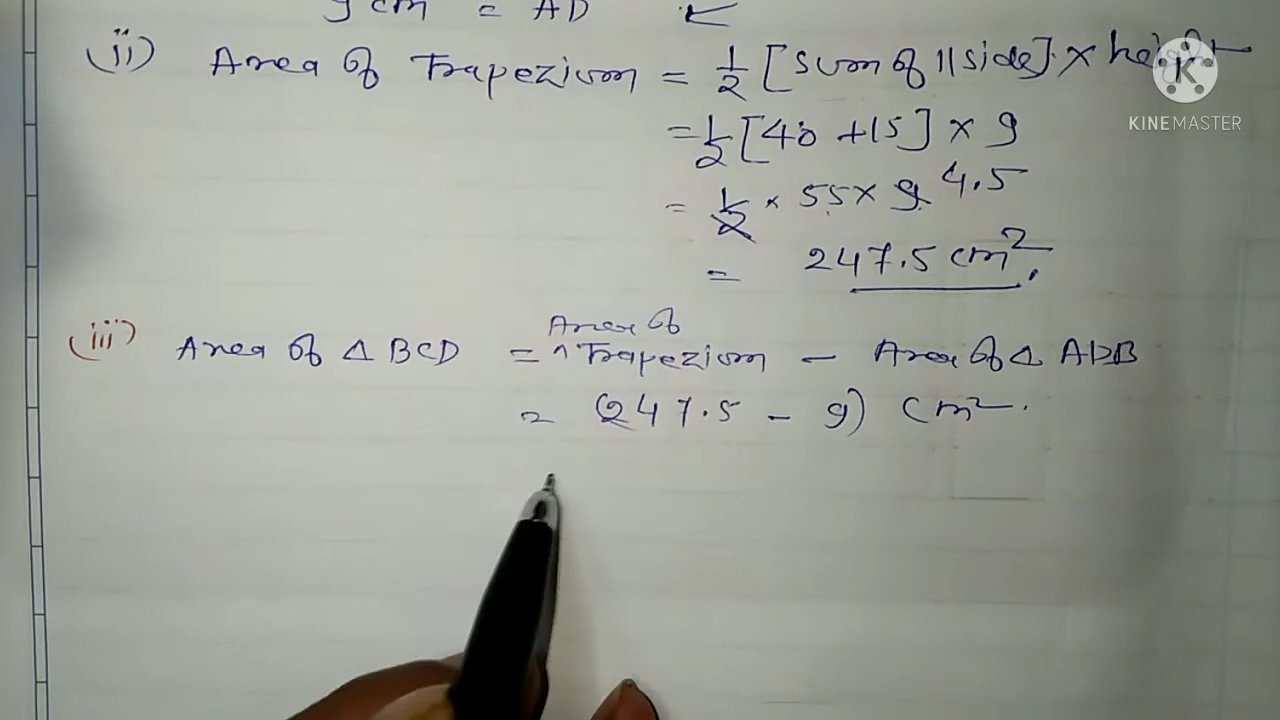 9 cm = AD
(ii) Area of Trapezium = 1/2 [Sum of || side] × height
= 1/2 [40 + 15] × 9
= 1/2 × 55 × 9 4.5
= 247.5 cm².
(iii) Area of Δ BCD = ^ Area of Trapezium − Area of Δ ADB
= (247.5 − 9) cm².
K
KINEMASTER